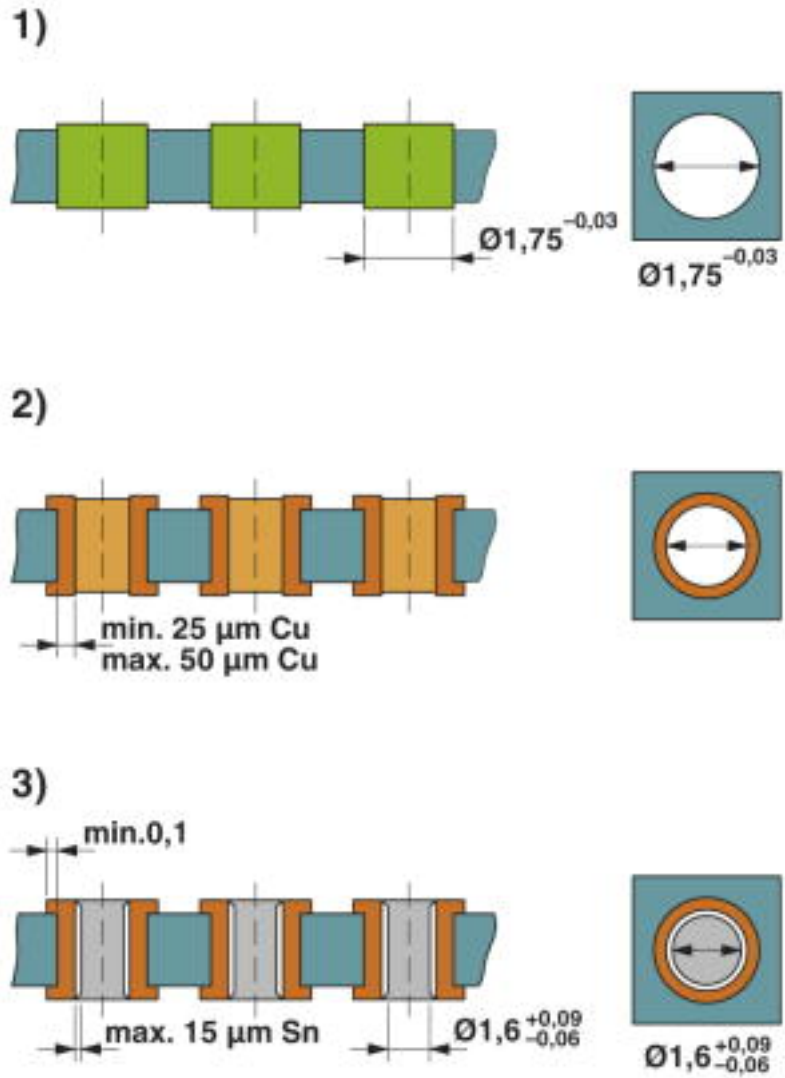 1)
Ø1,75 –0,03
Ø1,75 –0,03
2)
min. 25 µm Cu
max. 50 µm Cu
3)
min.0,1
max. 15 µm Sn
Ø1,6 +0,09 –0,06
Ø1,6 +0,09 –0,06